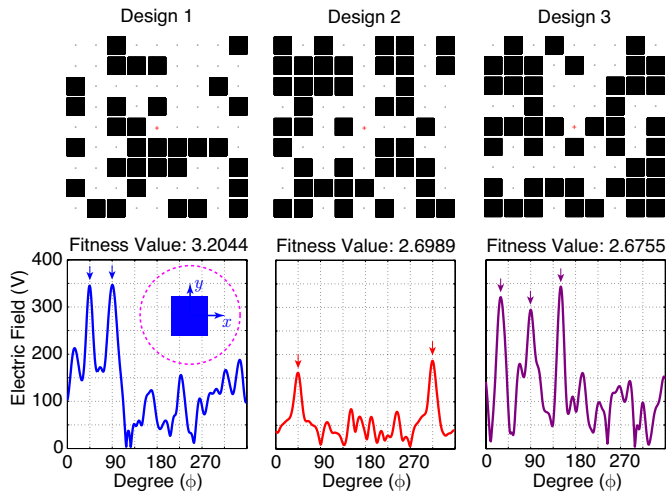 Design 1
Design 2
Design 3
Fitness Value: 3.2044
Fitness Value: 2.6989
Fitness Value: 2.6755
Electric Field (V)
400
350
300
200
100
0
y
x
0 90 180 270
0 90 180 270
0 90 180 270
Degree (ϕ)
Degree (ϕ)
Degree (ϕ)